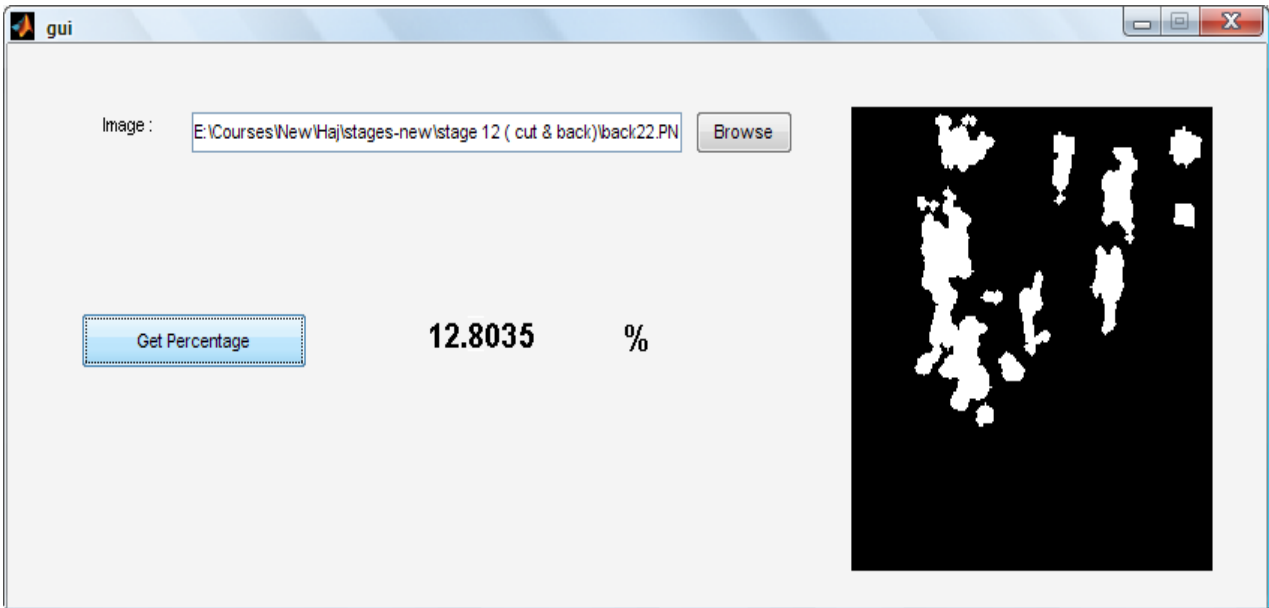 gui
Image :
E:\Courses\New\Haj\stages-new\stage 12 ( cut & back)\back22.PN
Browse
Get Percentage
12.8035 %